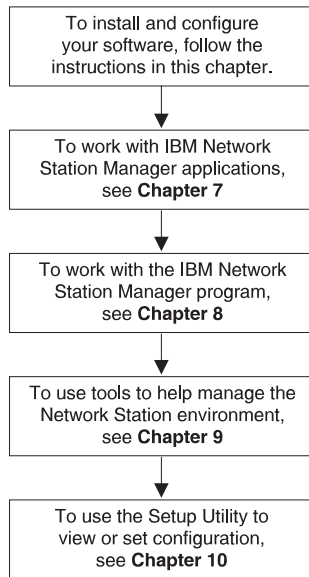 To install and configure
your software, follow the
instructions in this chapter.
To work with IBM Network
Station Manager applications,
see Chapter 7
To work with the IBM Network
Station Manager program,
see Chapter 8
To use tools to help manage the
Network Station environment,
see Chapter 9
To use the Setup Utility to
view or set configuration,
see Chapter 10